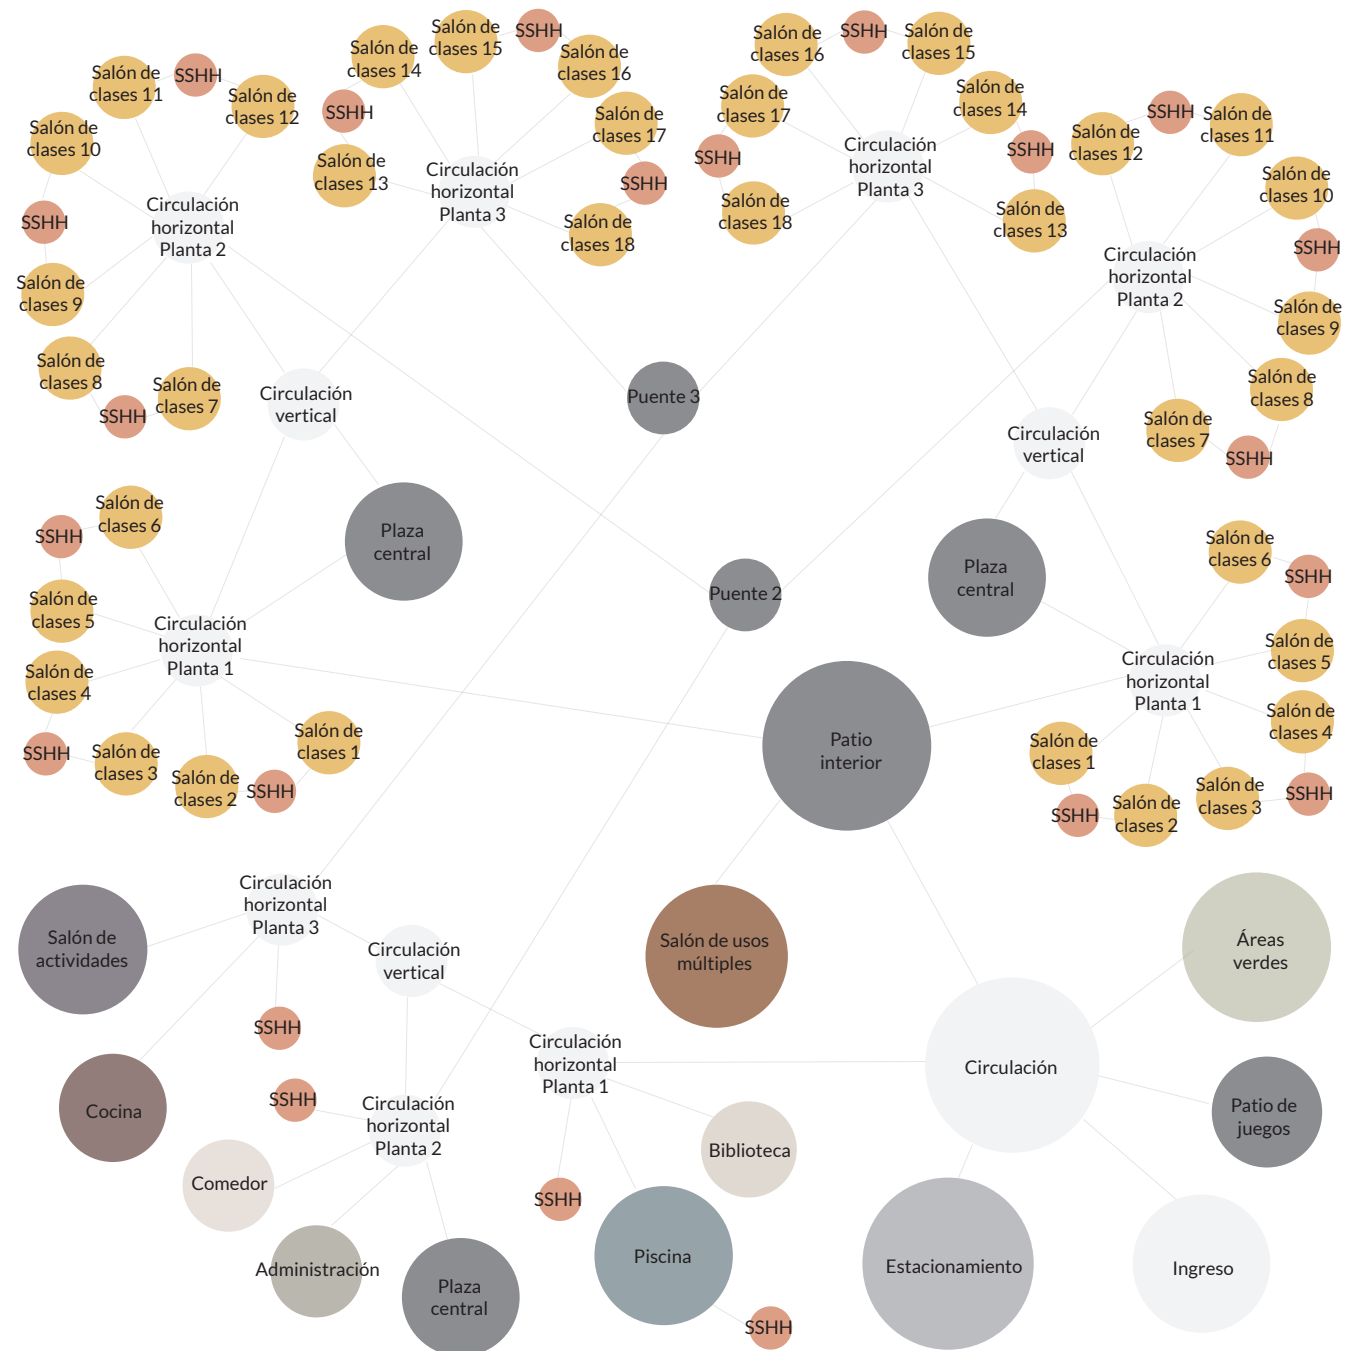 Salón de
clases 11
SSHH
Salón de
clases 12
Salón de
clases 10
SSHH
Salón de
clases 9
Salón de
clases 8
SSHH
Salón de
clases 7
Circulación
horizontal
Planta 2
Salón de
clases 14
Salón de
clases 15
SSHH
Salón de
clases 16
SSHH
Salón de
clases 13
Salón de
clases 17
SSHH
Salón de
clases 18
Circulación
horizontal
Planta 3
Salón de
clases 16
SSHH
Salón de
clases 15
Salón de
clases 17
Salón de
clases 14
SSHH
SSHH
Salón de
clases 18
Salón de
clases 13
Circulación
horizontal
Planta 3
Salón de
clases 12
SSHH
Salón de
clases 11
Salón de
clases 10
SSHH
Salón de
clases 9
Salón de
clases 8
SSHH
Salón de
clases 7
Circulación
horizontal
Planta 2
Circulación
vertical
Puente 3
Circulación
vertical
Plaza
central
Puente 2
Plaza
central
Salón de
clases 6
SSHH
Salón de
clases 5
Salón de
clases 4
SSHH
Salón de
clases 3
Salón de
clases 2
SSHH
Salón de
clases 1
Circulación
horizontal
Planta 1
Patio
interior
Salón de
clases 6
SSHH
Salón de
clases 5
Salón de
clases 4
SSHH
Salón de
clases 3
Salón de
clases 2
SSHH
Salón de
clases 1
Circulación
horizontal
Planta 1
Circulación
horizontal
Planta 3
Salón de
actividades
Circulación
vertical
SSHH
Cocina
SSHH
Circulación
horizontal
Planta 2
Comedor
Administración
Plaza
central
Circulación
horizontal
Planta 1
SSHH
Piscina
SSHH
Biblioteca
Salón de usos
múltiples
Circulación
Áreas
verdes
Patio de
juegos
Estacionamiento
Ingreso